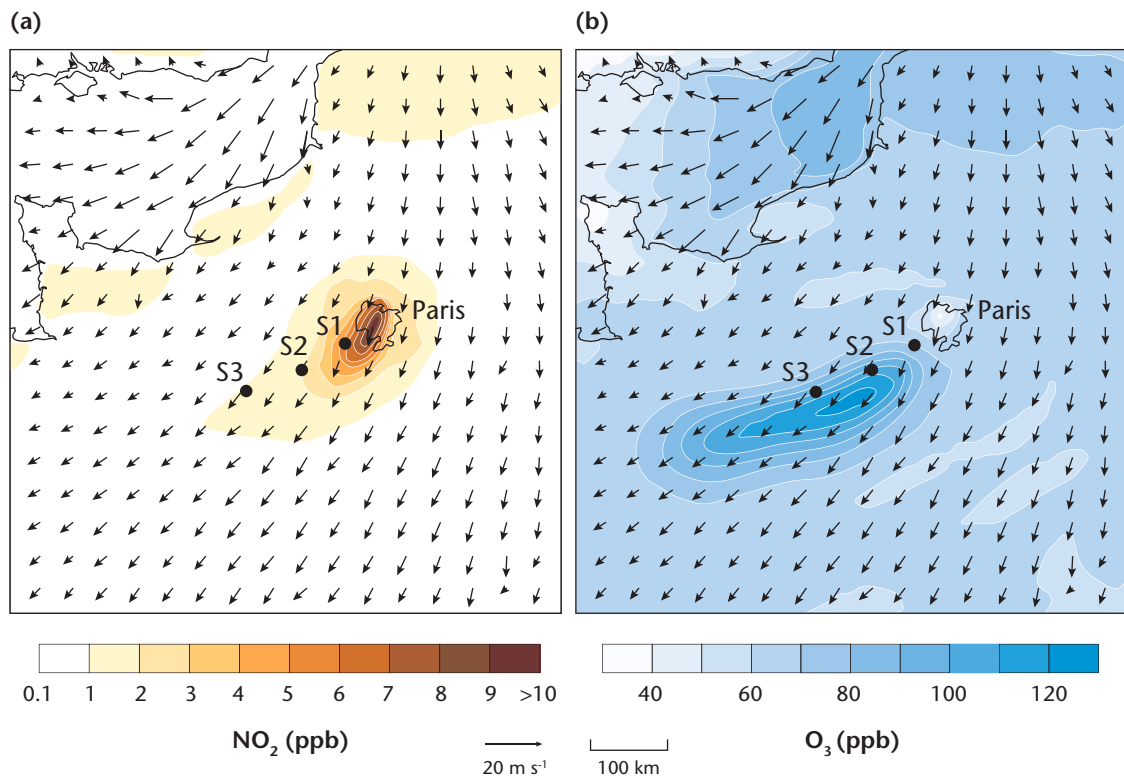 (a)
Paris
S1
S2
S3
0.1 1 2 3 4 5 6 7 8 9 >10
NO₂ (ppb)
20 m s⁻¹
(b)
Paris
S1
S2
S3
40 60 80 100 120
O₃ (ppb)
100 km